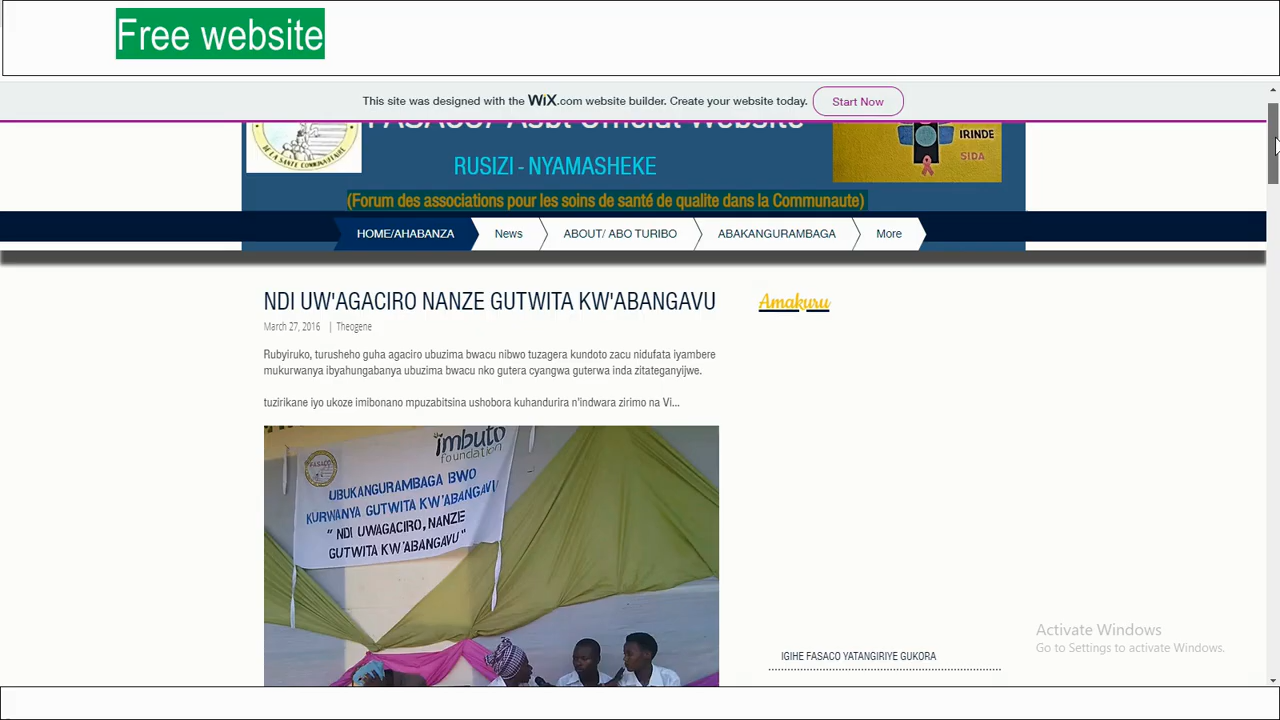 Free website
This site was designed with the WiX.com website builder. Create your website today.
Start Now
Asbl Official Website
IRINDE
SIDA
RUSIZI - NYAMASHEKE
(Forum des associations pour les soins de santé de qualite dans la Communaute)
HOME/AHABANZA
News
ABOUT/ ABO TURIBO
ABAKANGURAMBAGA
More
NDI UW'AGACIRO NANZE GUTWITA KW'ABANGAVU
Amakuru
March 27, 2016 | Theogene
Rubyiruko, turusheho guha agaciro ubuzima bwacu nibwo tuzagera kundoto zacu nidufata iyambere
mukurwanya ibyahungabanya ubuzima bwacu nko gutera cyangwa guterwa inda zitateganyijwe.
tuzirikane iyo ukoze imibonano mpuzabitsina ushobora kuhandurira n'indwara zirimo na Vi...
imbuto
foundation
FASACO
UBUKANGURAMBAGA BWO
KURWANYA GUTWITA KW'ABANGAVU
" NDI UWAGACIRO, NANZE
GUTWITA KW'ABANGAVU "
Activate Windows
Go to Settings to activate Windows.
IGIHE FASACO YATANGIRIYE GUKORA